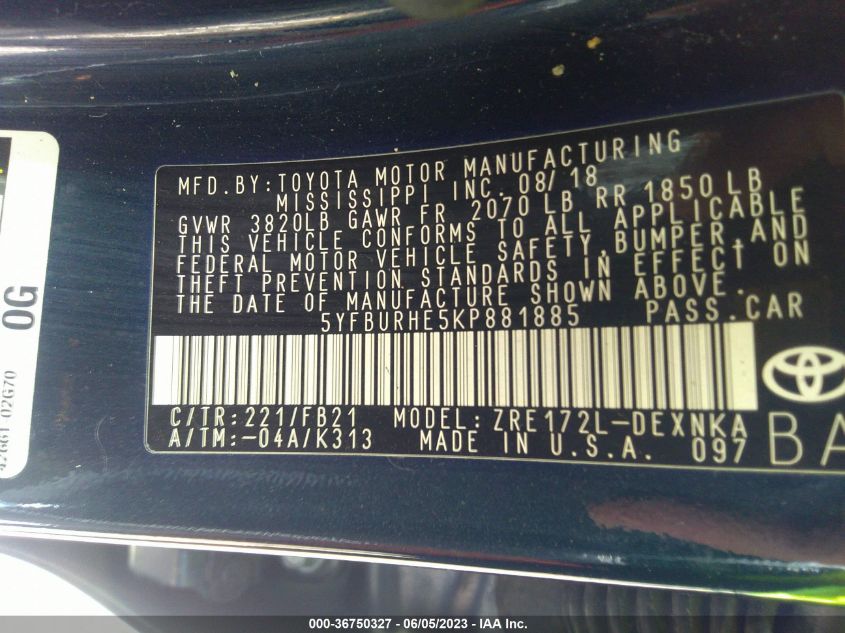 MFD. BY: TOYOTA MOTOR MANUFACTURING
MISSISSIPPI INC. 08/18
GVWR 3820LB GAWR FR 2070 LB RR 1850 LB
THIS VEHICLE CONFORMS TO ALL APPLICABLE
FEDERAL MOTOR VEHICLE SAFETY, BUMPER, AND
THEFT PREVENTION STANDARDS IN EFFECT ON
THE DATE OF MANUFACTURE SHOWN ABOVE.
5YFBURHE5KP881885 PASS.CAR
C/TR:221/FB21 MODEL: ZRE172L-DEXNKA
A/TM:-04A/K313 MADE IN U.S.A. 097
BA
0G
42661 02G70
000-36750327 - 06/05/2023 - IAA Inc.